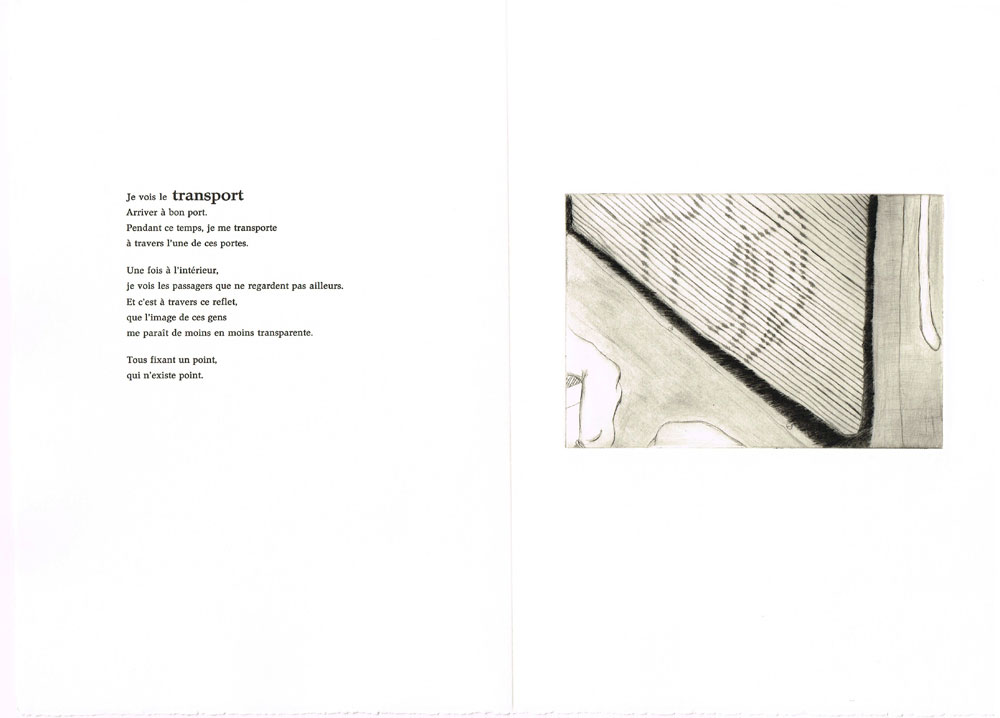 Je vois le transport
Arriver à bon port.
Pendant ce temps, je me transporte
à travers l'une de ces portes.
Une fois à l'intérieur,
je vois les passagers que ne regardent pas ailleurs.
Et c'est à travers ce reflet,
que l'image de ces gens
me paraît de moins en moins transparente.
Tous fixant un point,
qui n'existe point.